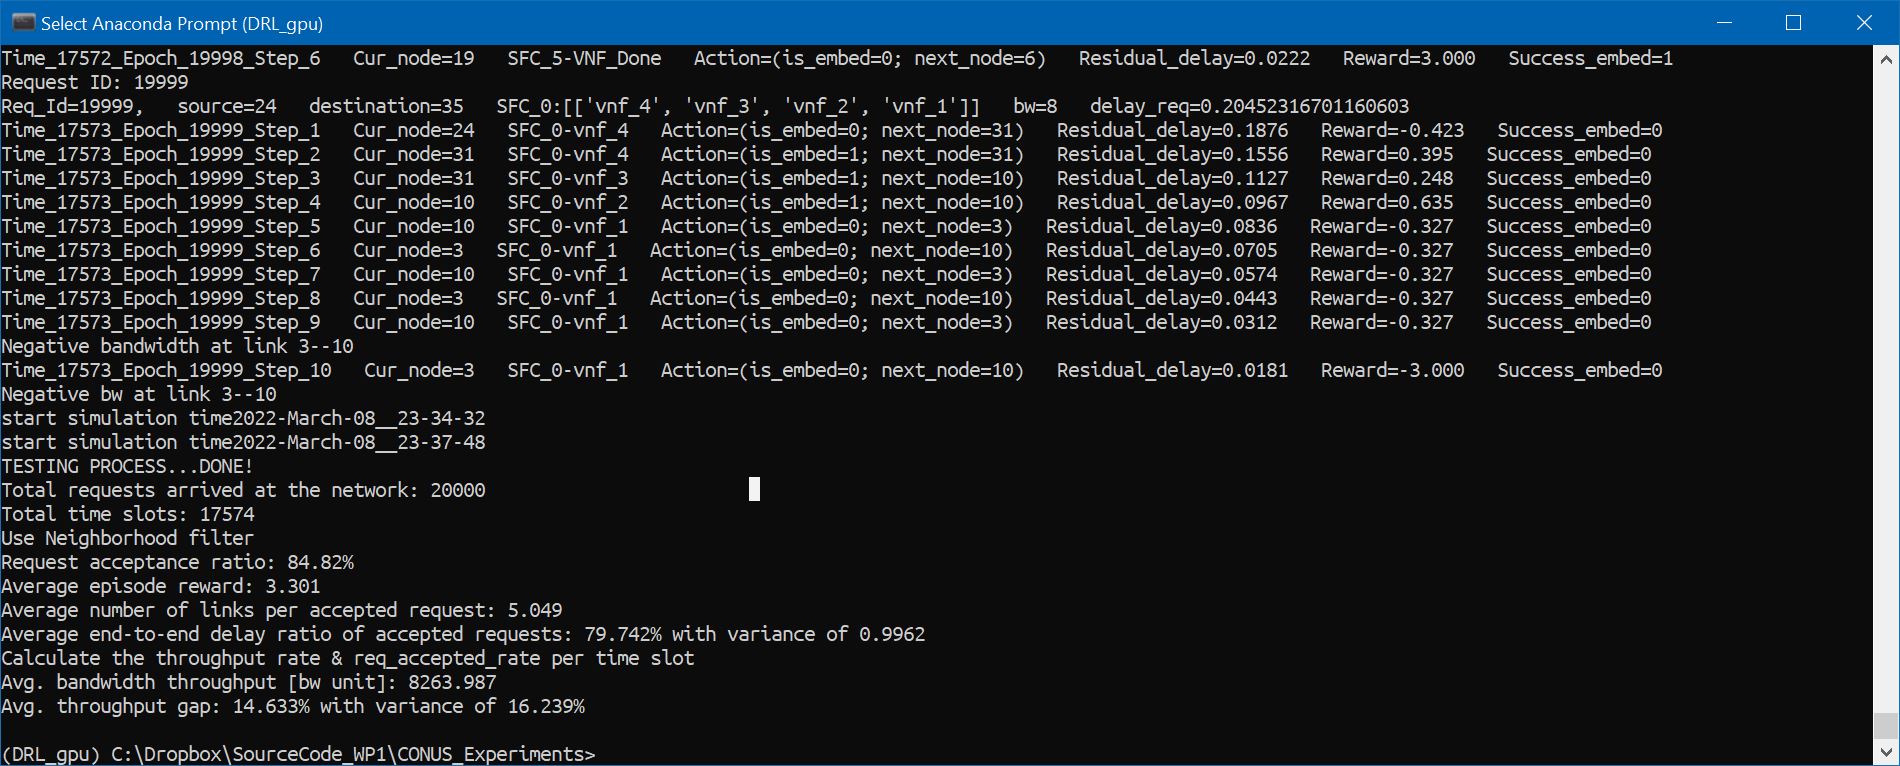 Select Anaconda Prompt (DRL_gpu)
Time_17572_Epoch_19998_Step_6   Cur_node=19   SFC_5-VNF_Done   Action=(is_embed=0; next_node=6)   Residual_delay=0.0222   Reward=3.000   Success_embed=1
Request ID: 19999
Req_Id=19999,   source=24   destination=35   SFC_0:[['vnf_4', 'vnf_3', 'vnf_2', 'vnf_1']]   bw=8   delay_req=0.20452316701160603
Time_17573_Epoch_19999_Step_1   Cur_node=24   SFC_0-vnf_4   Action=(is_embed=0; next_node=31)   Residual_delay=0.1876   Reward=-0.423   Success_embed=0
Time_17573_Epoch_19999_Step_2   Cur_node=31   SFC_0-vnf_4   Action=(is_embed=1; next_node=31)   Residual_delay=0.1556   Reward=0.395   Success_embed=0
Time_17573_Epoch_19999_Step_3   Cur_node=31   SFC_0-vnf_3   Action=(is_embed=1; next_node=10)   Residual_delay=0.1127   Reward=0.248   Success_embed=0
Time_17573_Epoch_19999_Step_4   Cur_node=10   SFC_0-vnf_2   Action=(is_embed=1; next_node=10)   Residual_delay=0.0967   Reward=0.635   Success_embed=0
Time_17573_Epoch_19999_Step_5   Cur_node=10   SFC_0-vnf_1   Action=(is_embed=0; next_node=3)   Residual_delay=0.0836   Reward=-0.327   Success_embed=0
Time_17573_Epoch_19999_Step_6   Cur_node=3   SFC_0-vnf_1   Action=(is_embed=0; next_node=10)   Residual_delay=0.0705   Reward=-0.327   Success_embed=0
Time_17573_Epoch_19999_Step_7   Cur_node=10   SFC_0-vnf_1   Action=(is_embed=0; next_node=3)   Residual_delay=0.0574   Reward=-0.327   Success_embed=0
Time_17573_Epoch_19999_Step_8   Cur_node=3   SFC_0-vnf_1   Action=(is_embed=0; next_node=10)   Residual_delay=0.0443   Reward=-0.327   Success_embed=0
Time_17573_Epoch_19999_Step_9   Cur_node=10   SFC_0-vnf_1   Action=(is_embed=0; next_node=3)   Residual_delay=0.0312   Reward=-0.327   Success_embed=0
Negative bandwidth at link 3--10
Time_17573_Epoch_19999_Step_10   Cur_node=3   SFC_0-vnf_1   Action=(is_embed=0; next_node=10)   Residual_delay=0.0181   Reward=-3.000   Success_embed=0
Negative bw at link 3--10
start simulation time2022-March-08__23-34-32
start simulation time2022-March-08__23-37-48
TESTING PROCESS...DONE!
Total requests arrived at the network: 20000
Total time slots: 17574
Use Neighborhood filter
Request acceptance ratio: 84.82%
Average episode reward: 3.301
Average number of links per accepted request: 5.049
Average end-to-end delay ratio of accepted requests: 79.742% with variance of 0.9962
Calculate the throughput rate & req_accepted_rate per time slot
Avg. bandwidth throughput [bw unit]: 8263.987
Avg. throughput gap: 14.633% with variance of 16.239%
(DRL_gpu) C:\Dropbox\SourceCode_WP1\CONUS_Experiments>